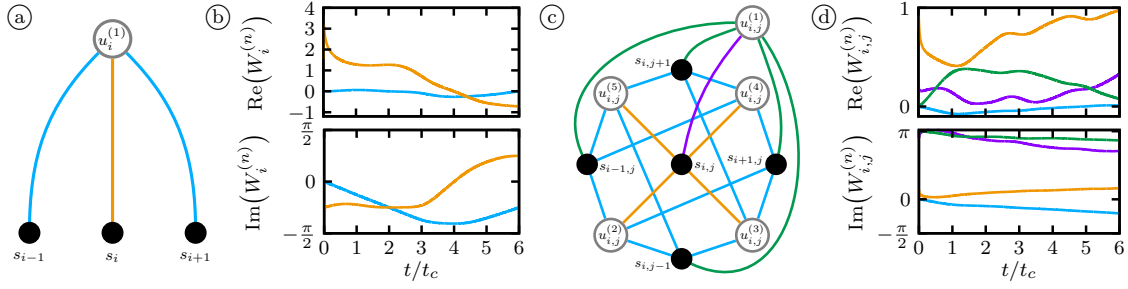 a
u_i^(1)
s_{i−1}
s_i
s_{i+1}
b
Re(W_i^(n))
4
3
2
1
0
−1
Im(W_i^(n))
π/2
0
−π/2
0 1 2 3 4 5 6
t/t_c
c
u_{i,j}^(1)
s_{i,j+1}
u_{i,j}^(5)
u_{i,j}^(4)
s_{i−1,j}
s_{i,j}
s_{i+1,j}
u_{i,j}^(2)
u_{i,j}^(3)
s_{i,j−1}
d
Re(W_{i,j}^(n))
1
0
Im(W_{i,j}^(n))
π
0
−π/2
0 1 2 3 4 5 6
t/t_c